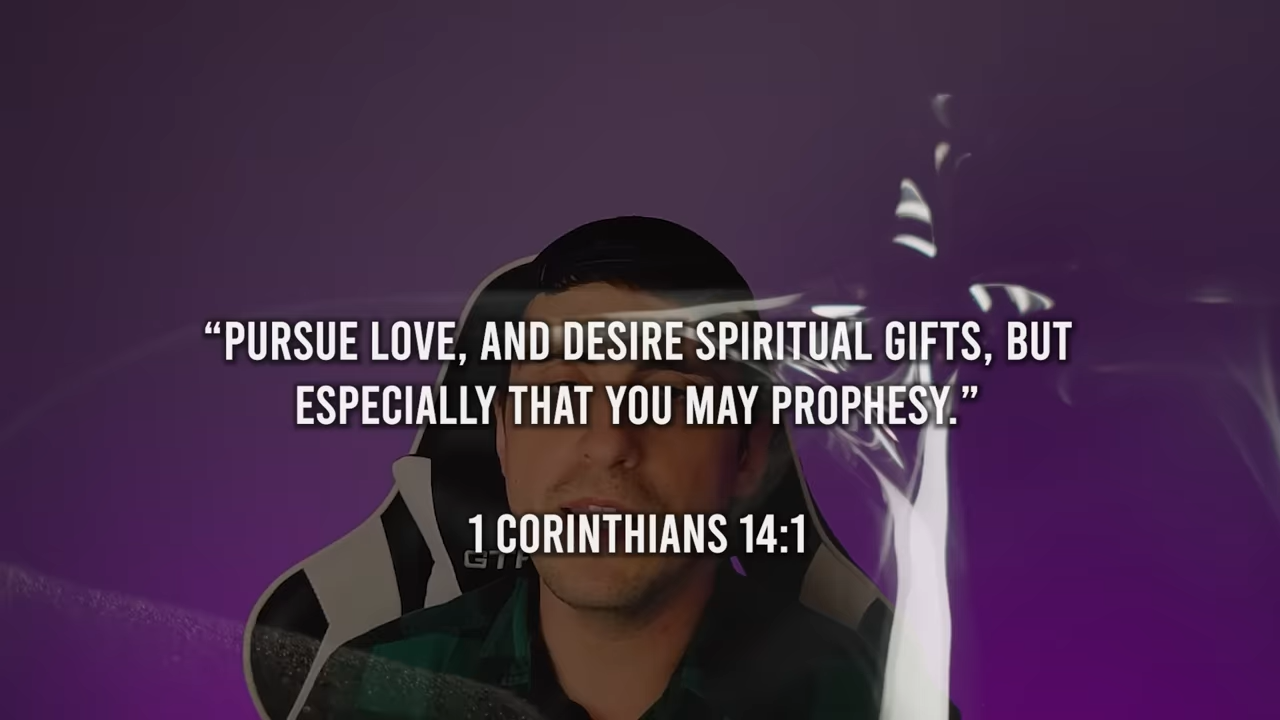 “PURSUE LOVE, AND DESIRE SPIRITUAL GIFTS, BUT
ESPECIALLY THAT YOU MAY PROPHESY.”
1 CORINTHIANS 14:1